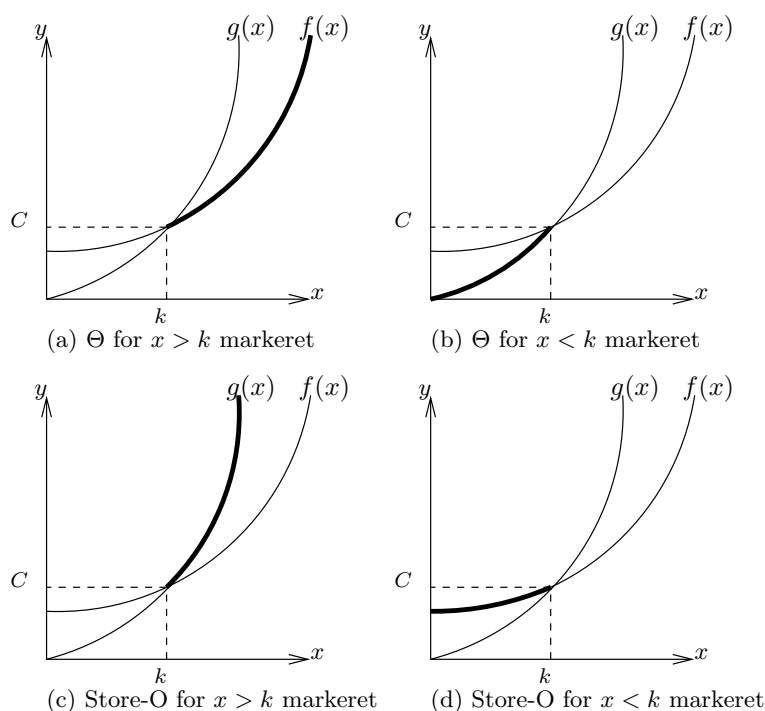 y g(x) f(x)
C
x
k
(a) Θ for x > k markeret
y g(x) f(x)
C
x
k
(b) Θ for x < k markeret
y g(x) f(x)
C
x
k
(c) Store-O for x > k markeret
y g(x) f(x)
C
x
k
(d) Store-O for x < k markeret